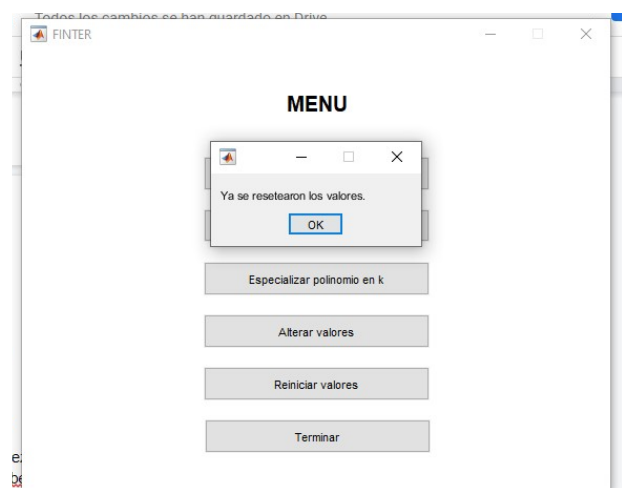 Todos los cambios se han guardado en Drive
FINTER
MENU
Ya se resetearon los valores.
OK
Especializar polinomio en k
Alterar valores
Reiniciar valores
Terminar